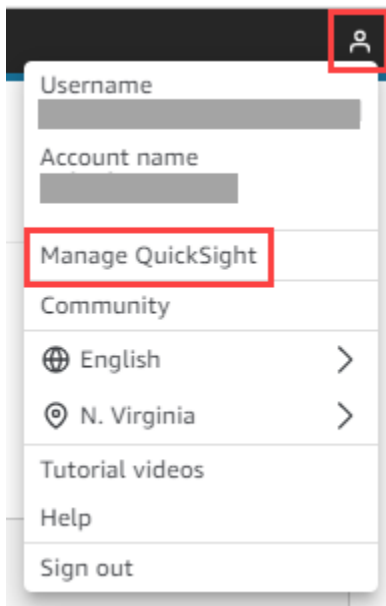 Username
Account name
Manage QuickSight
Community
English
N. Virginia
Tutorial videos
Help
Sign out